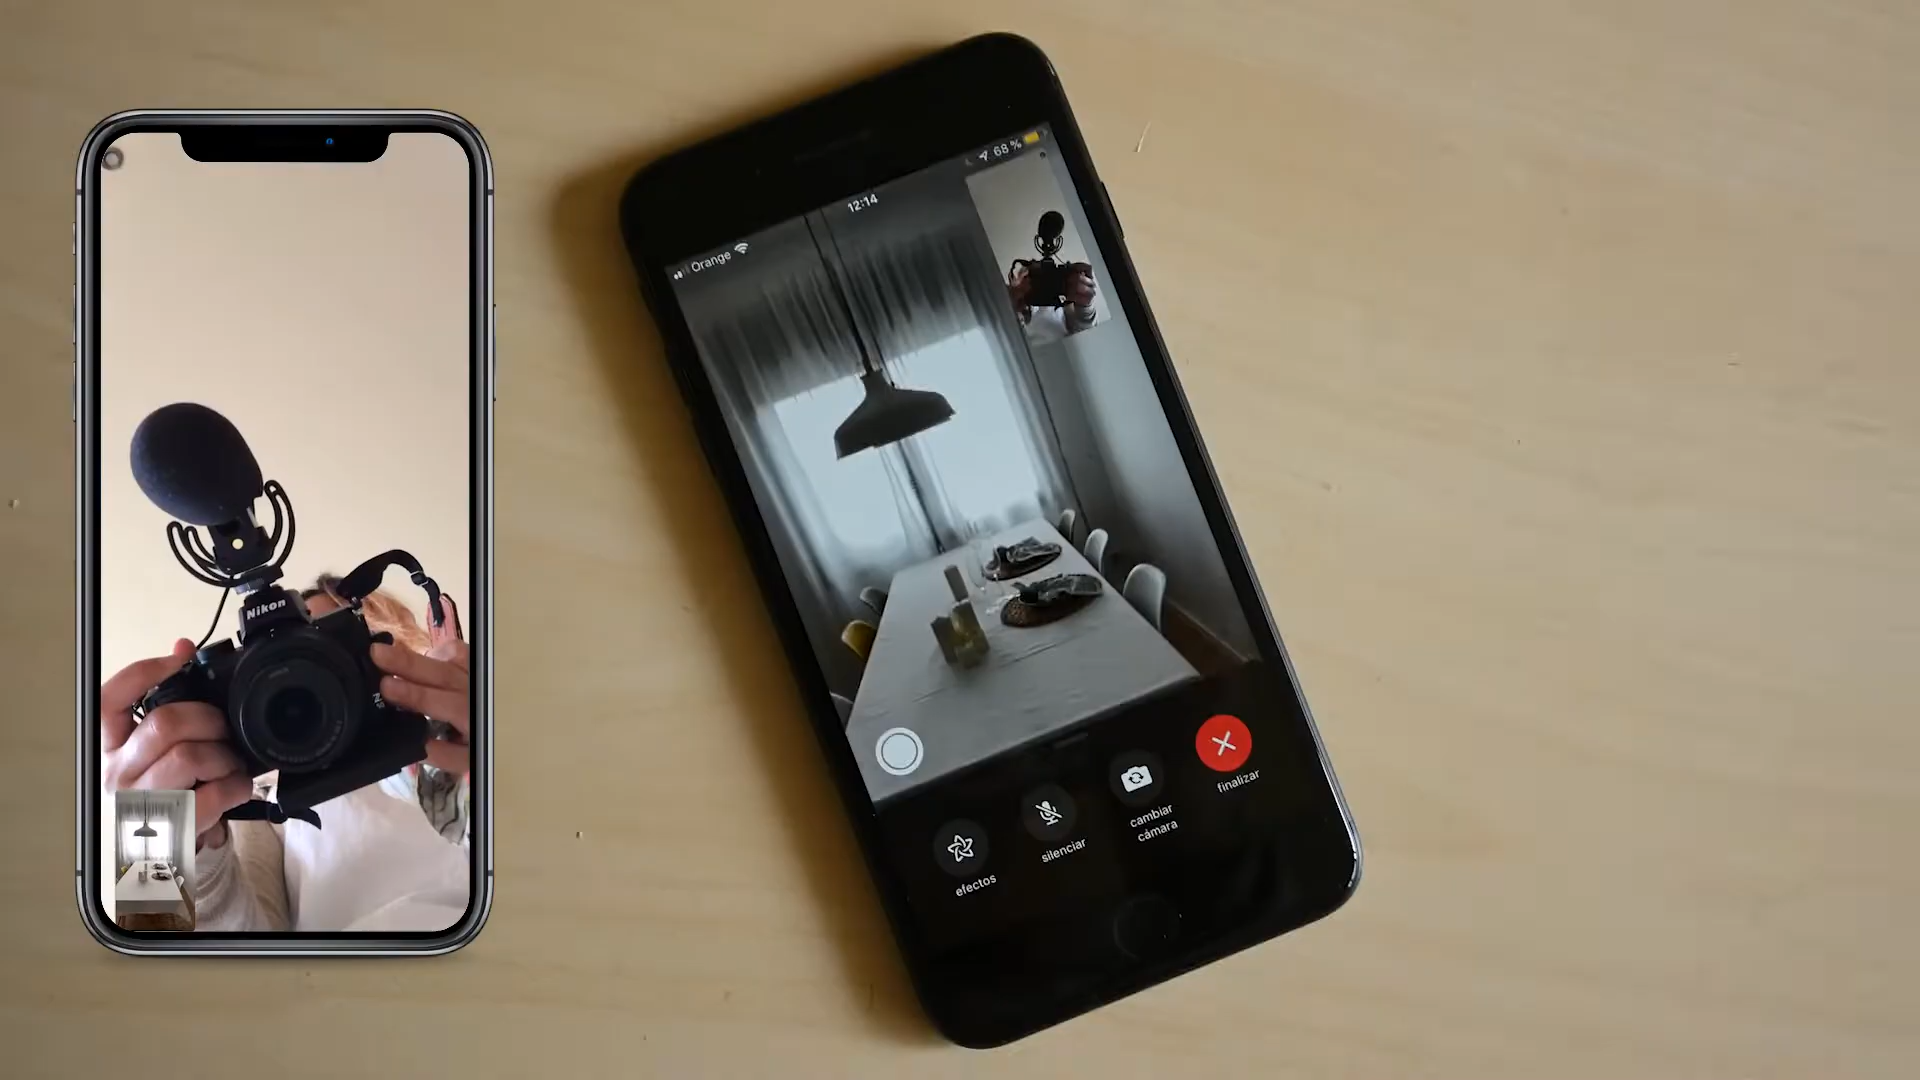 Nikon
Orange
12:14
68 %
efectos
silenciar
cambiar
cámara
finalizar